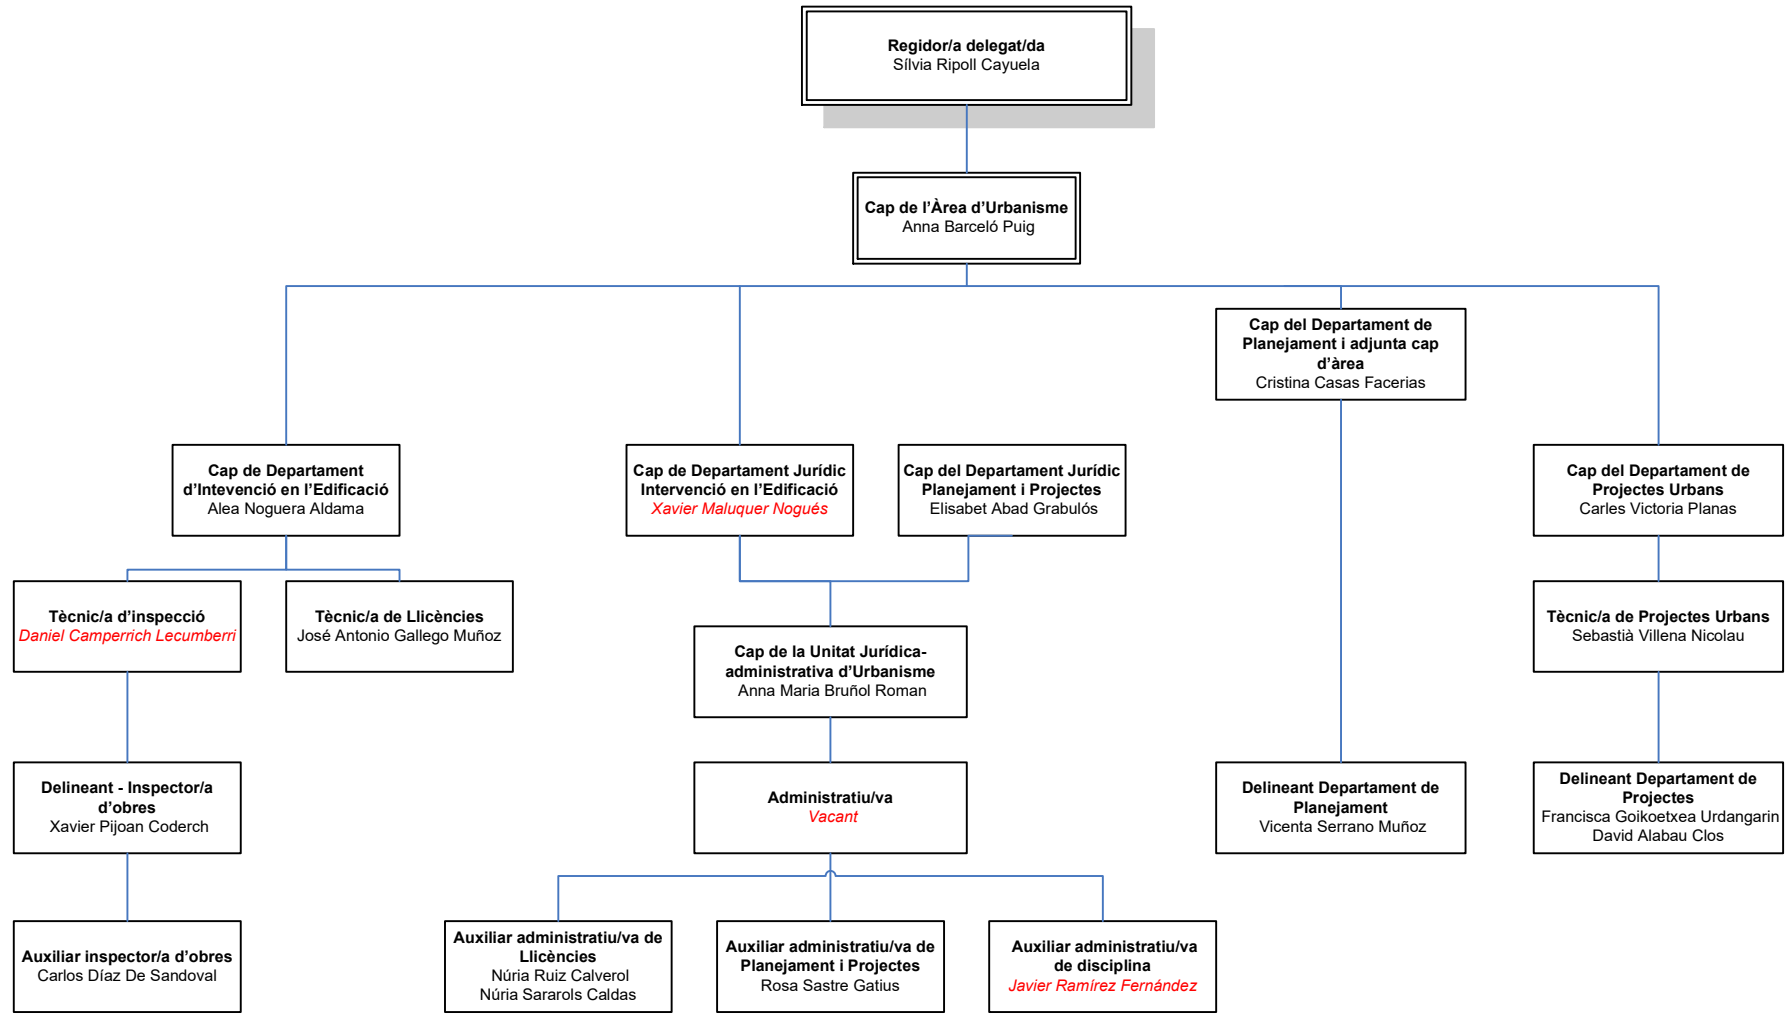 Regidor/a delegat/da
Sílvia Ripoll Cayuela
Cap de l'Àrea d'Urbanisme
Anna Barceló Puig
Cap del Departament de
Planejament i adjunta cap
d'àrea
Cristina Casas Facerias
Cap de Departament
d'Intevenció en l'Edificació
Alea Noguera Aldama
Cap de Departament Jurídic
Intervenció en l'Edificació
Xavier Maluquer Nogués
Cap del Departament Jurídic
Planejament i Projectes
Elisabet Abad Grabulós
Cap del Departament de
Projectes Urbans
Carles Victoria Planas
Tècnic/a d'inspecció
Daniel Camperrich Lecumberri
Tècnic/a de Llicències
José Antonio Gallego Muñoz
Tècnic/a de Projectes Urbans
Sebastià Villena Nicolau
Cap de la Unitat Jurídica-
administrativa d'Urbanisme
Anna Maria Bruñol Roman
Delineant - Inspector/a
d'obres
Xavier Pijoan Coderch
Administratiu/va
Vacant
Delineant Departament de
Planejament
Vicenta Serrano Muñoz
Delineant Departament de
Projectes
Francisca Goikoetxea Urdangarin
David Alabau Clos
Auxiliar inspector/a d'obres
Carlos Díaz De Sandoval
Auxiliar administratiu/va de
Llicències
Núria Ruiz Calverol
Núria Sararols Caldas
Auxiliar administratiu/va de
Planejament i Projectes
Rosa Sastre Gatius
Auxiliar administratiu/va
de disciplina
Javier Ramírez Fernández